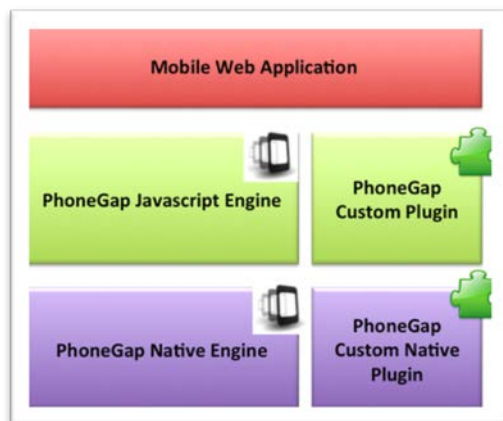 Mobile Web Application
PhoneGap Javascript Engine
PhoneGap
Custom Plugin
PhoneGap Native Engine
PhoneGap
Custom Native
Plugin